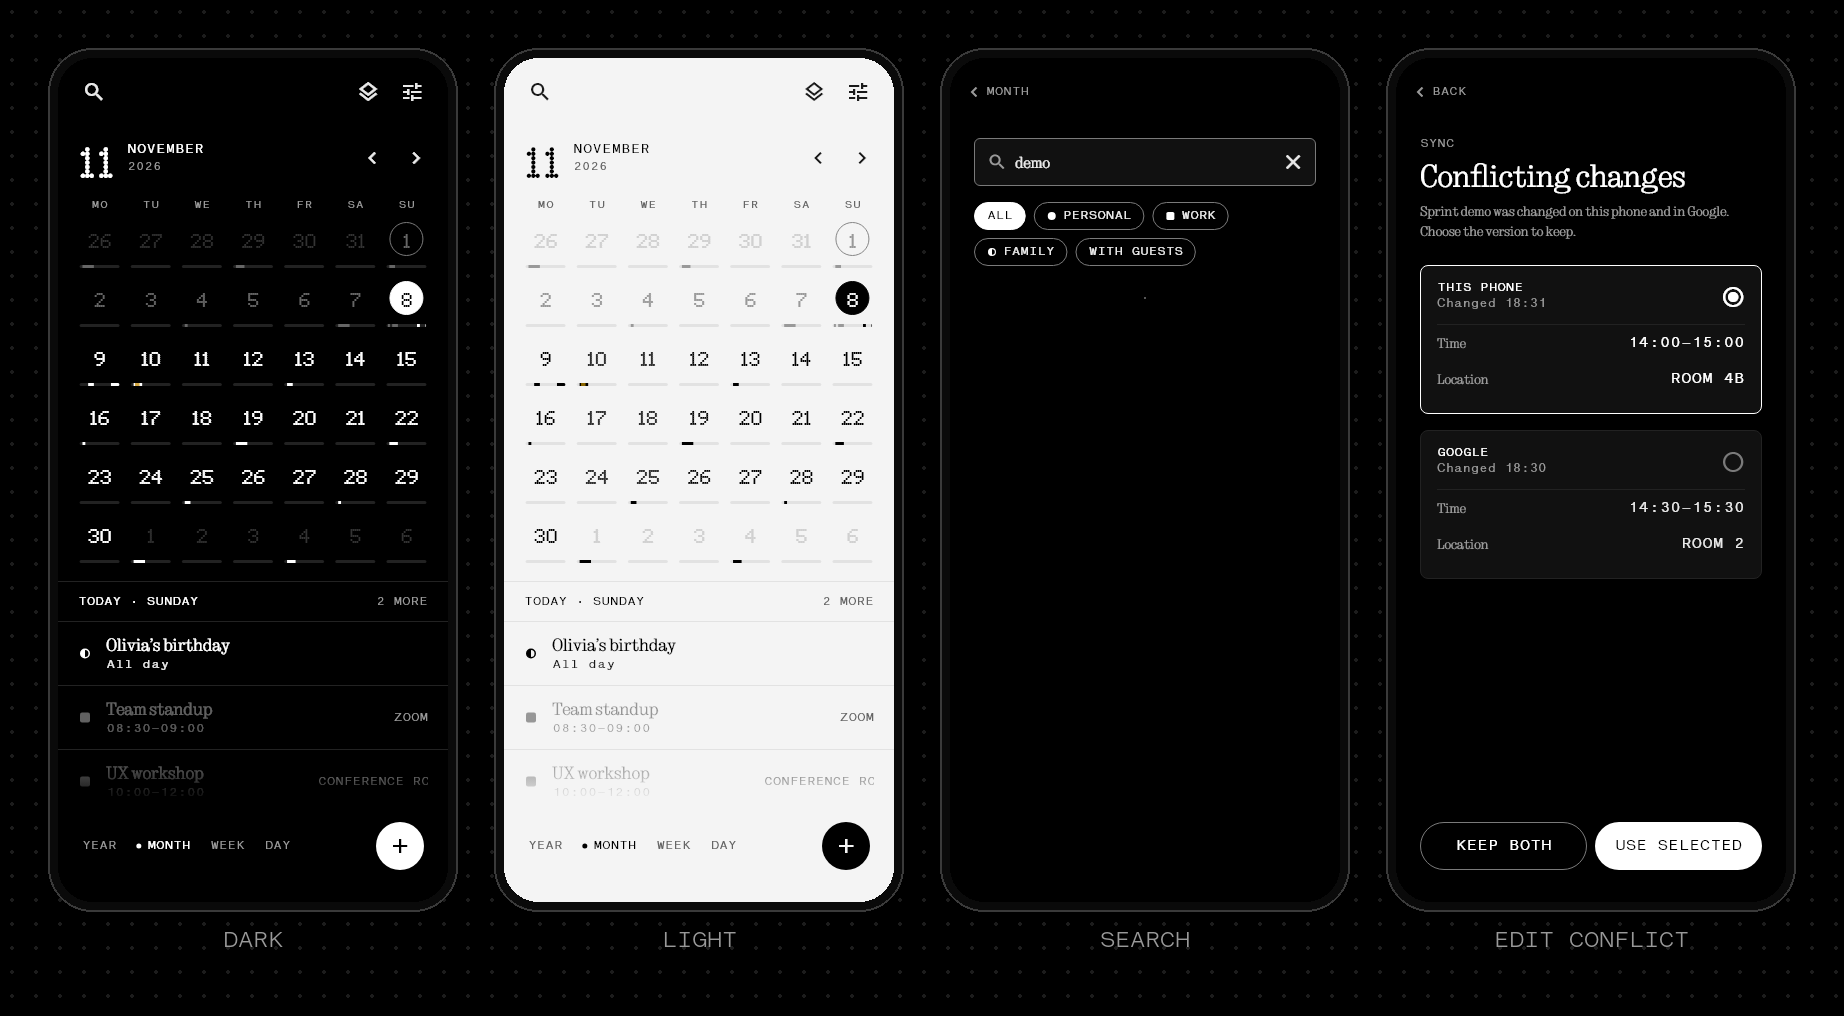 11 NOVEMBER
2026
MO TU WE TH FR SA SU
26 27 28 29 30 31 1
2 3 4 5 6 7 8
9 10 11 12 13 14 15
16 17 18 19 20 21 22
23 24 25 26 27 28 29
30 1 2 3 4 5 6
TODAY · SUNDAY 2 MORE
Olivia's birthday
All day
Team standup ZOOM
08:30–09:00
UX workshop CONFERENCE RO
10:00–12:00
YEAR • MONTH WEEK DAY +
DARK
11 NOVEMBER
2026
MO TU WE TH FR SA SU
26 27 28 29 30 31 1
2 3 4 5 6 7 8
9 10 11 12 13 14 15
16 17 18 19 20 21 22
23 24 25 26 27 28 29
30 1 2 3 4 5 6
TODAY · SUNDAY 2 MORE
Olivia's birthday
All day
Team standup ZOOM
08:30–09:00
UX workshop CONFERENCE RO
10:00–12:00
YEAR • MONTH WEEK DAY +
LIGHT
MONTH
demo
ALL PERSONAL WORK
FAMILY WITH GUESTS
SEARCH
BACK
SYNC
Conflicting changes
Sprint demo was changed on this phone and in Google.
Choose the version to keep.
THIS PHONE
Changed 18:31
Time 14:00–15:00
Location ROOM 4B
GOOGLE
Changed 18:30
Time 14:30–15:30
Location ROOM 2
KEEP BOTH USE SELECTED
EDIT CONFLICT